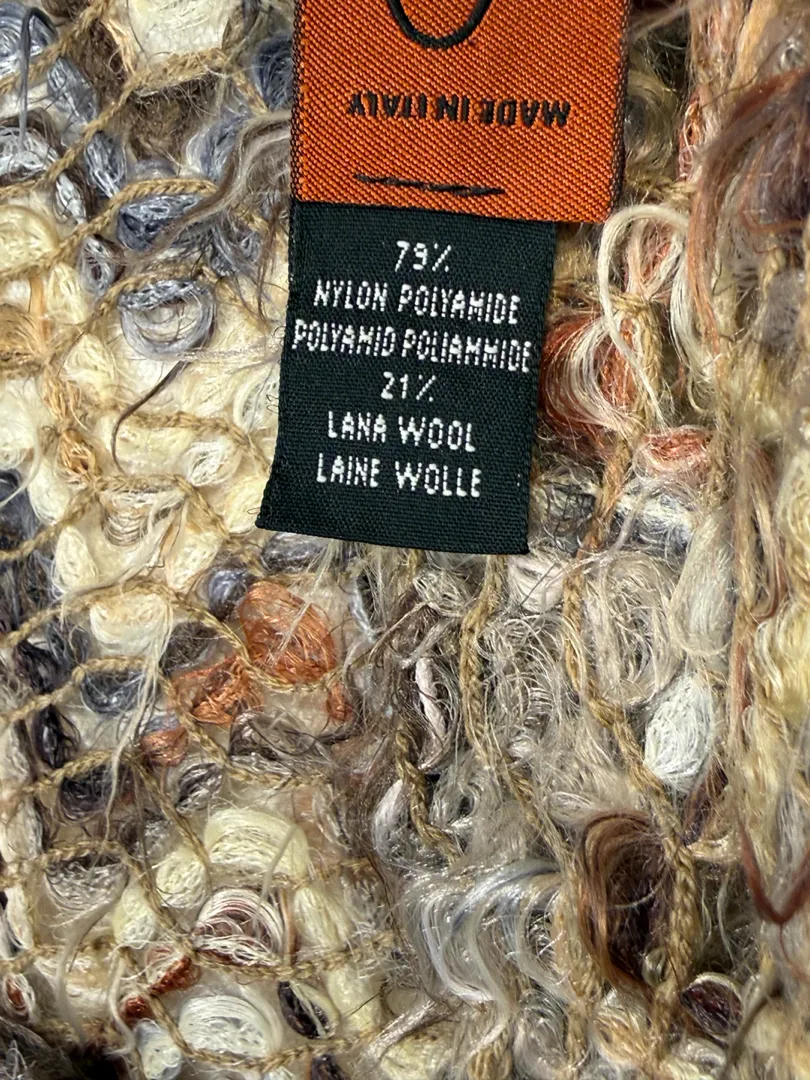 MADE IN ITALY
79%
NYLON POLYAMIDE
POLYAMID POLIAMMIDE
21%
LANA WOOL
LAINE WOLLE